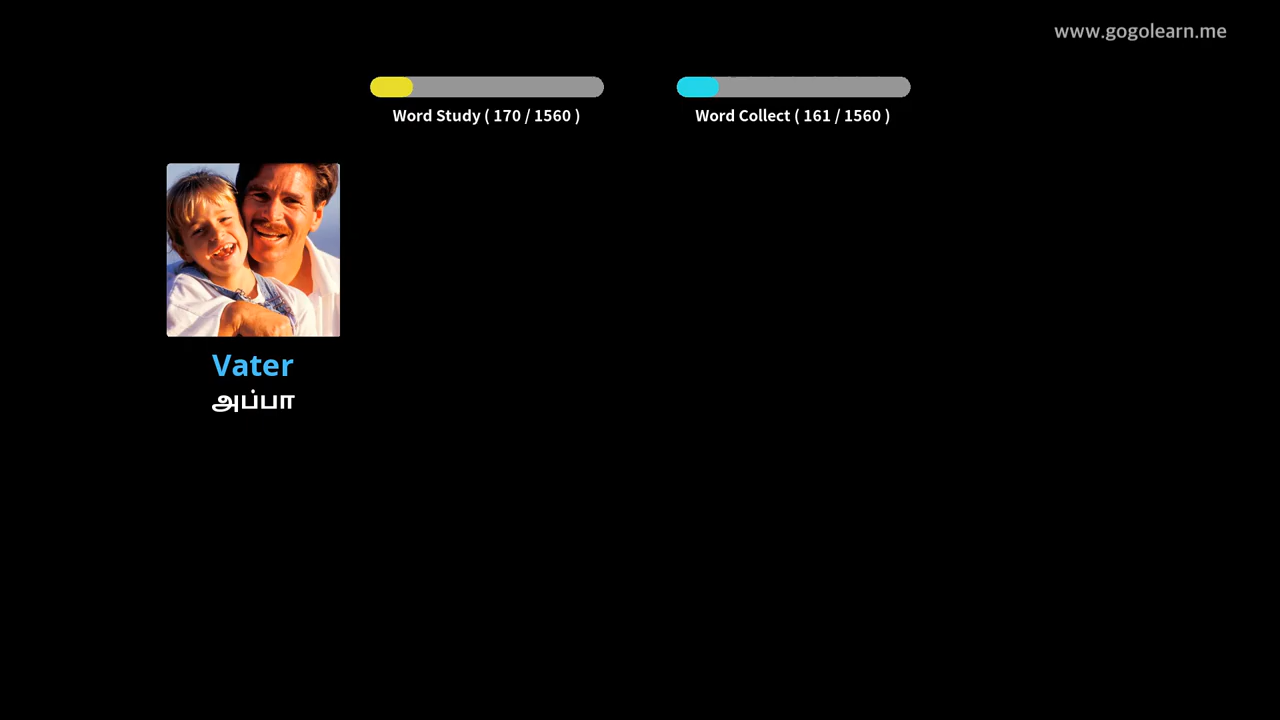 www.gogolearn.me
Word Study ( 170 / 1560 )
Word Collect ( 161 / 1560 )
Vater
அப்பா